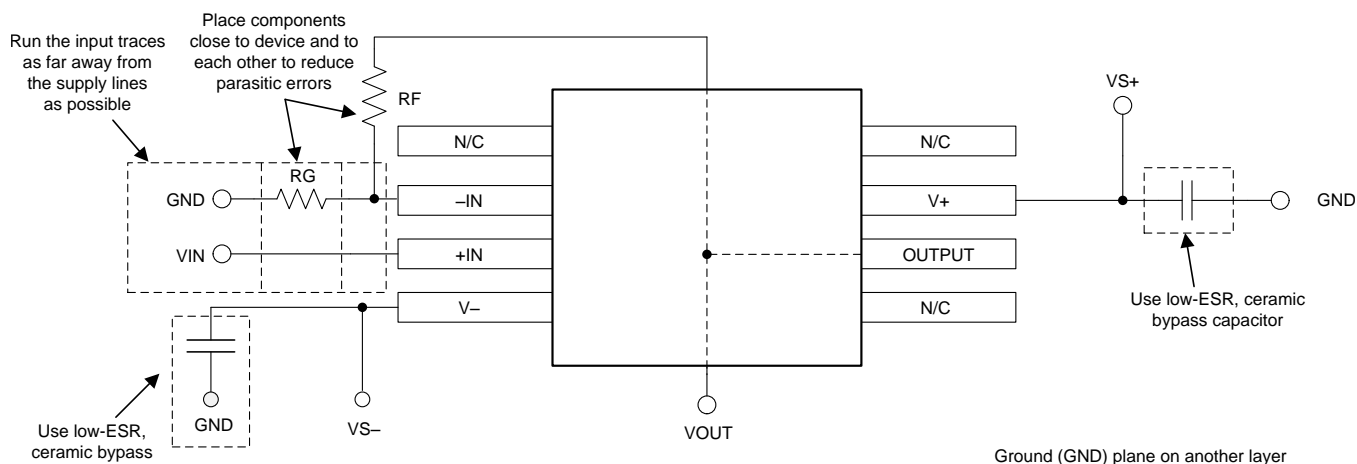 Place components
close to device and to
each other to reduce
parasitic errors
Run the input traces
as far away from
the supply lines
as possible
RF
VS+
N/C
N/C
RG
GND
–IN
V+
GND
VIN
+IN
OUTPUT
V–
N/C
Use low-ESR, ceramic
bypass capacitor
GND
VS–
VOUT
Use low-ESR,
ceramic bypass
Ground (GND) plane on another layer